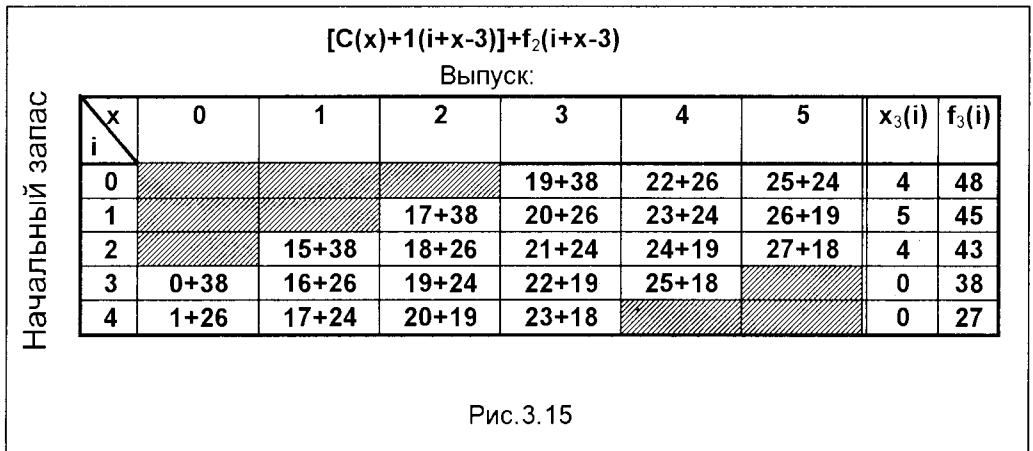 [C(x)+1(i+x-3)]+f₂(i+x-3)
Выпуск:
Начальный запас
x 0 1 2 3 4 5 x₃(i) f₃(i)
i
0 19+38 22+26 25+24 4 48
1 17+38 20+26 23+24 26+19 5 45
2 15+38 18+26 21+24 24+19 27+18 4 43
3 0+38 16+26 19+24 22+19 25+18 0 38
4 1+26 17+24 20+19 23+18 0 27
Рис.3.15